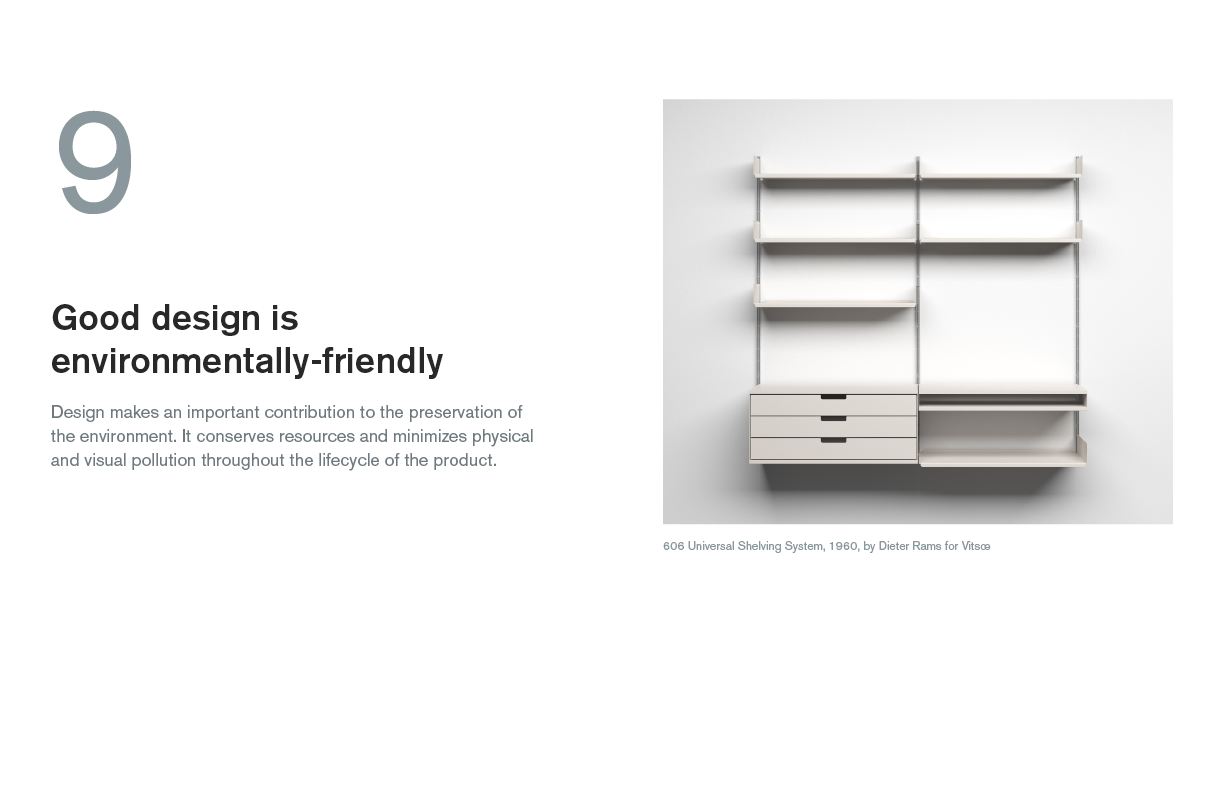 9
Good design is
environmentally-friendly
Design makes an important contribution to the preservation of
the environment. It conserves resources and minimizes physical
and visual pollution throughout the lifecycle of the product.
606 Universal Shelving System, 1960, by Dieter Rams for Vitsœ